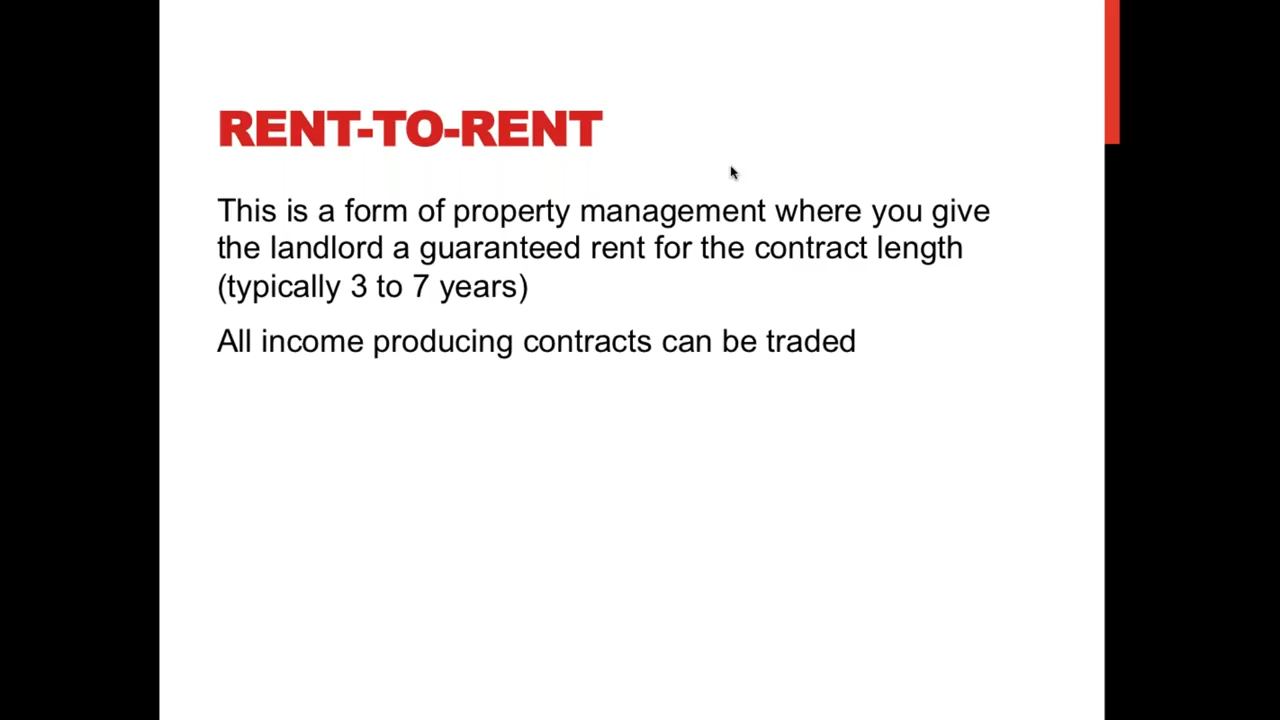 RENT-TO-RENT
This is a form of property management where you give
the landlord a guaranteed rent for the contract length
(typically 3 to 7 years)
All income producing contracts can be traded